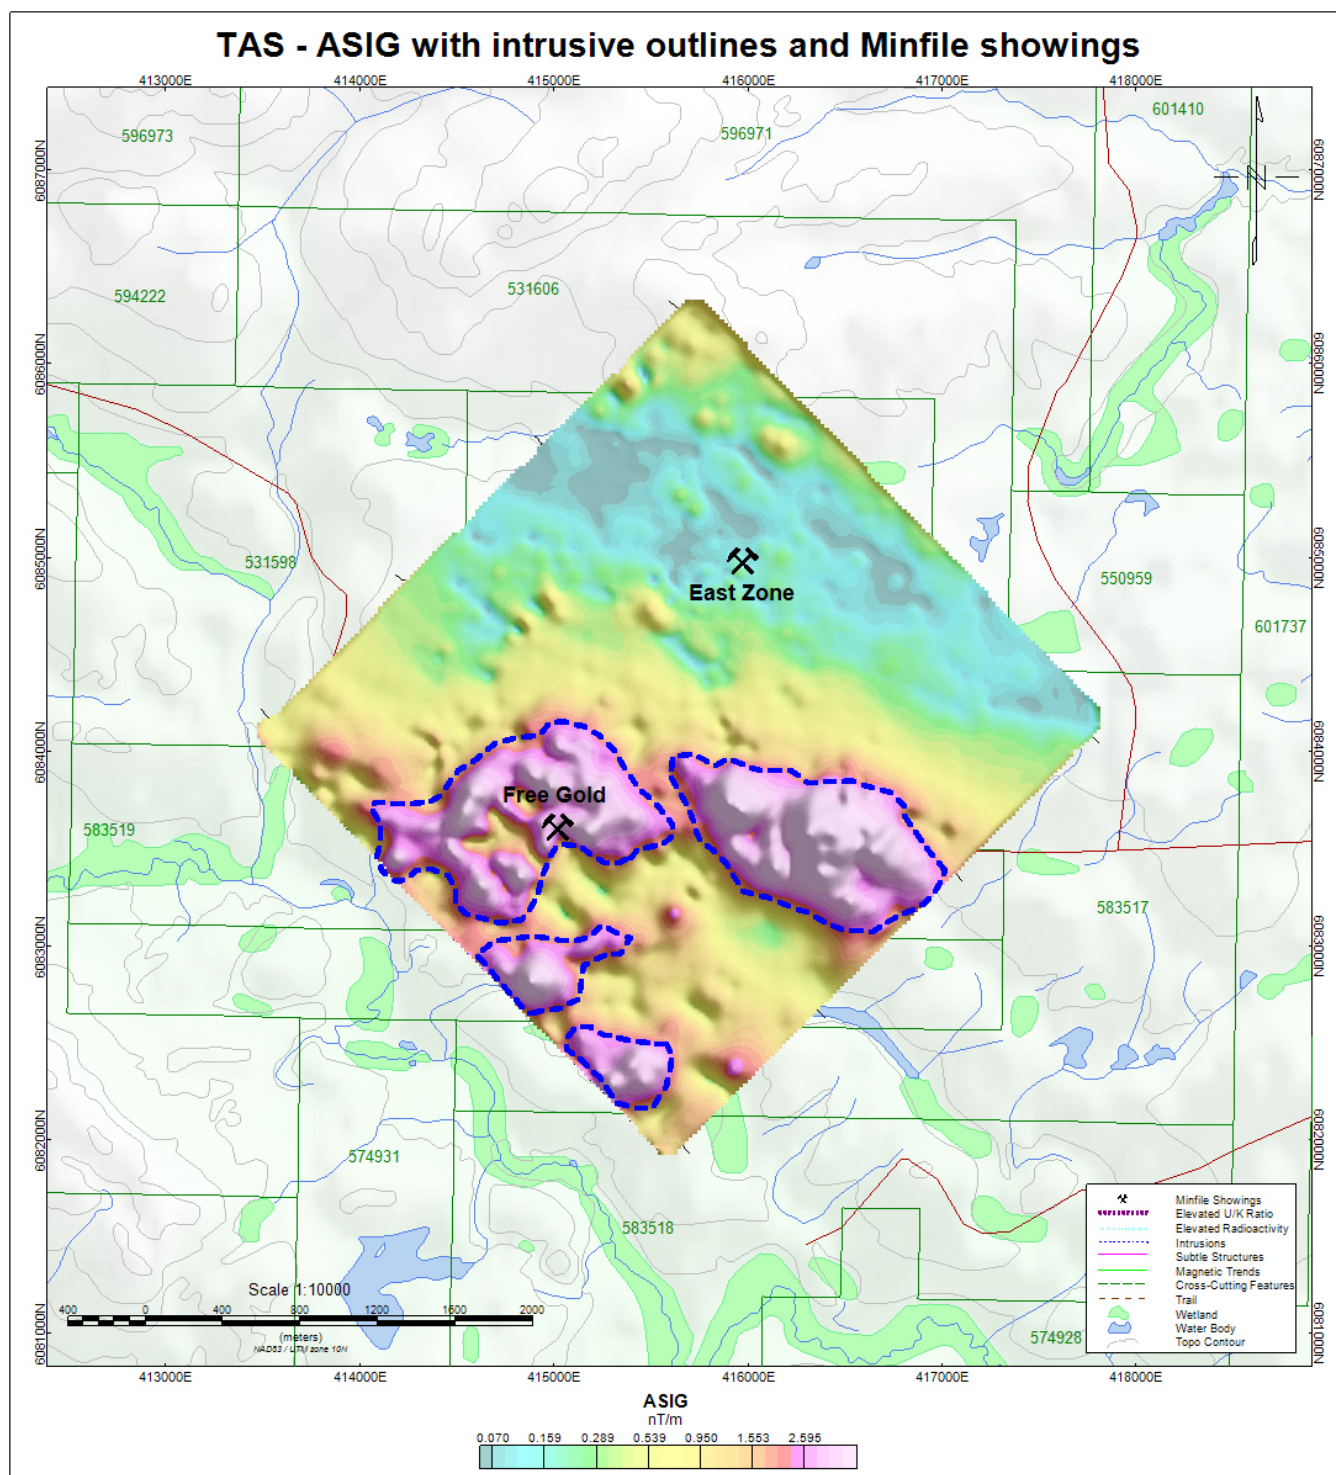 TAS - ASIG with intrusive outlines and Minfile showings
413000E 414000E 415000E 416000E 417000E 418000E
601410
596973 596971
6087000N 6087000N
594222 531606
6086000N 6086000N
531598
6085000N 6085000N
East Zone
550959
601737
6084000N 6084000N
Free Gold
583519
583517
6083000N 6083000N
6082000N 6082000N
574931
583518
Minfile Showings
Elevated U/K Ratio
Elevated Radioactivity
Intrusions
Subtle Structures
Magnetic Trends
Cross-Cutting Features
Trail
Wetland
Water Body
Topo Contour
Scale 1:10000
400 0 400 800 1200 1600 2000
(meters)
NAD83 / UTM zone 10N
574928
6081000N 6081000N
413000E 414000E 415000E 416000E 417000E 418000E
ASIG
nT/m
0.070 0.159 0.289 0.539 0.950 1.553 2.595